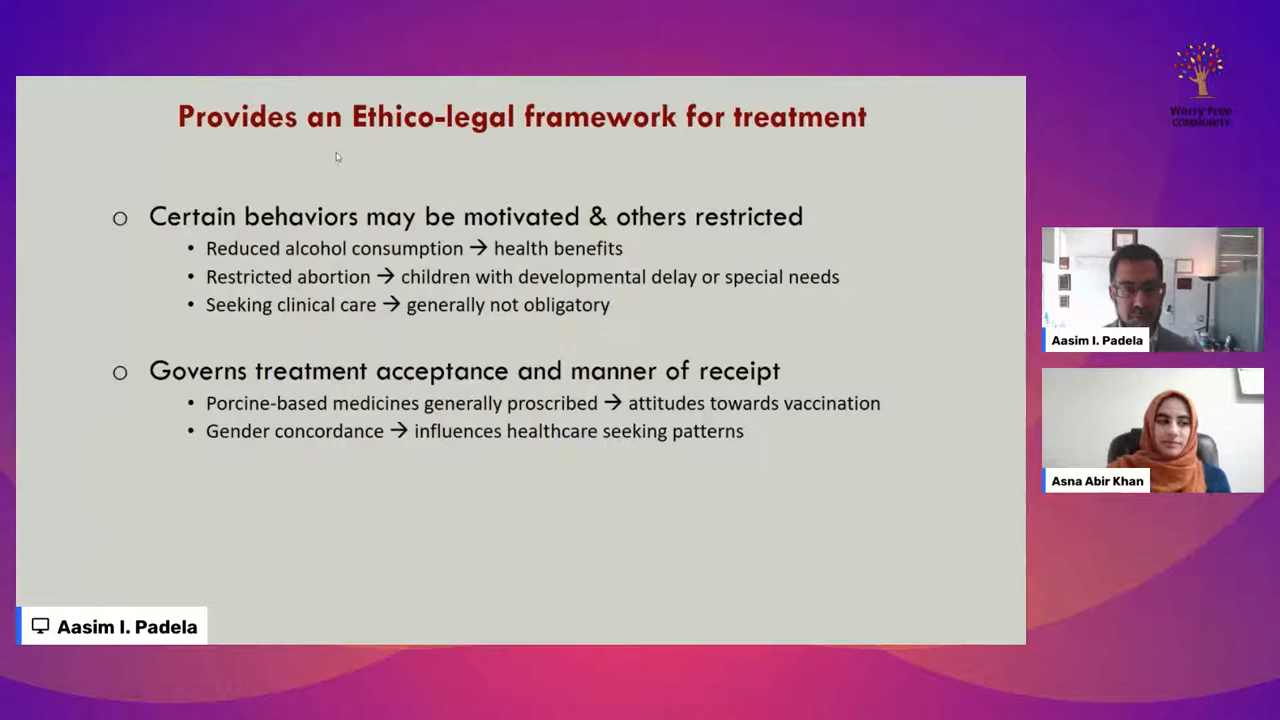 Provides an Ethico-legal framework for treatment
o Certain behaviors may be motivated & others restricted
• Reduced alcohol consumption → health benefits
• Restricted abortion → children with developmental delay or special needs
• Seeking clinical care → generally not obligatory
o Governs treatment acceptance and manner of receipt
• Porcine-based medicines generally proscribed → attitudes towards vaccination
• Gender concordance → influences healthcare seeking patterns
Aasim I. Padela
Worry Free
COMMUNITY
Aasim I. Padela
Asna Abir Khan